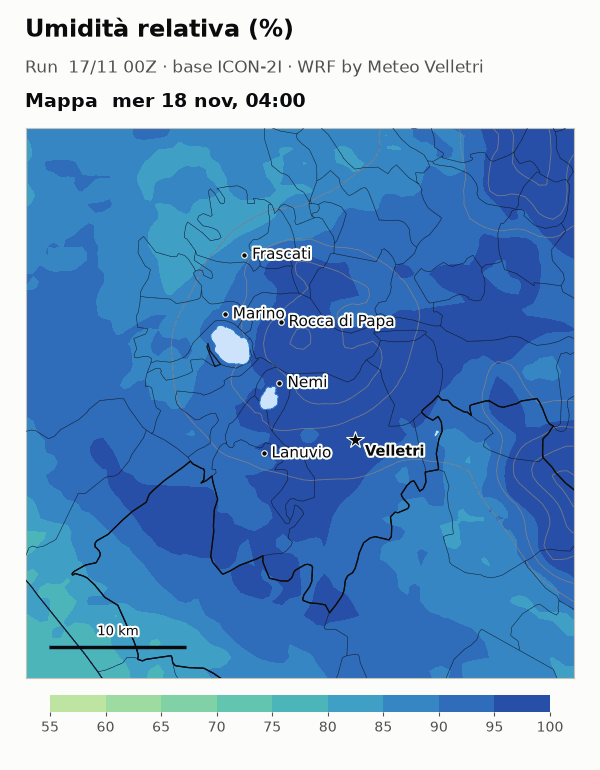 Umidità relativa (%)
Run  17/11 00Z · base ICON-2I · WRF by Meteo Velletri
Mappa  mer 18 nov, 04:00
Frascati
Marino
Rocca di Papa
Nemi
Velletri
Lanuvio
10 km
55 60 65 70 75 80 85 90 95 100